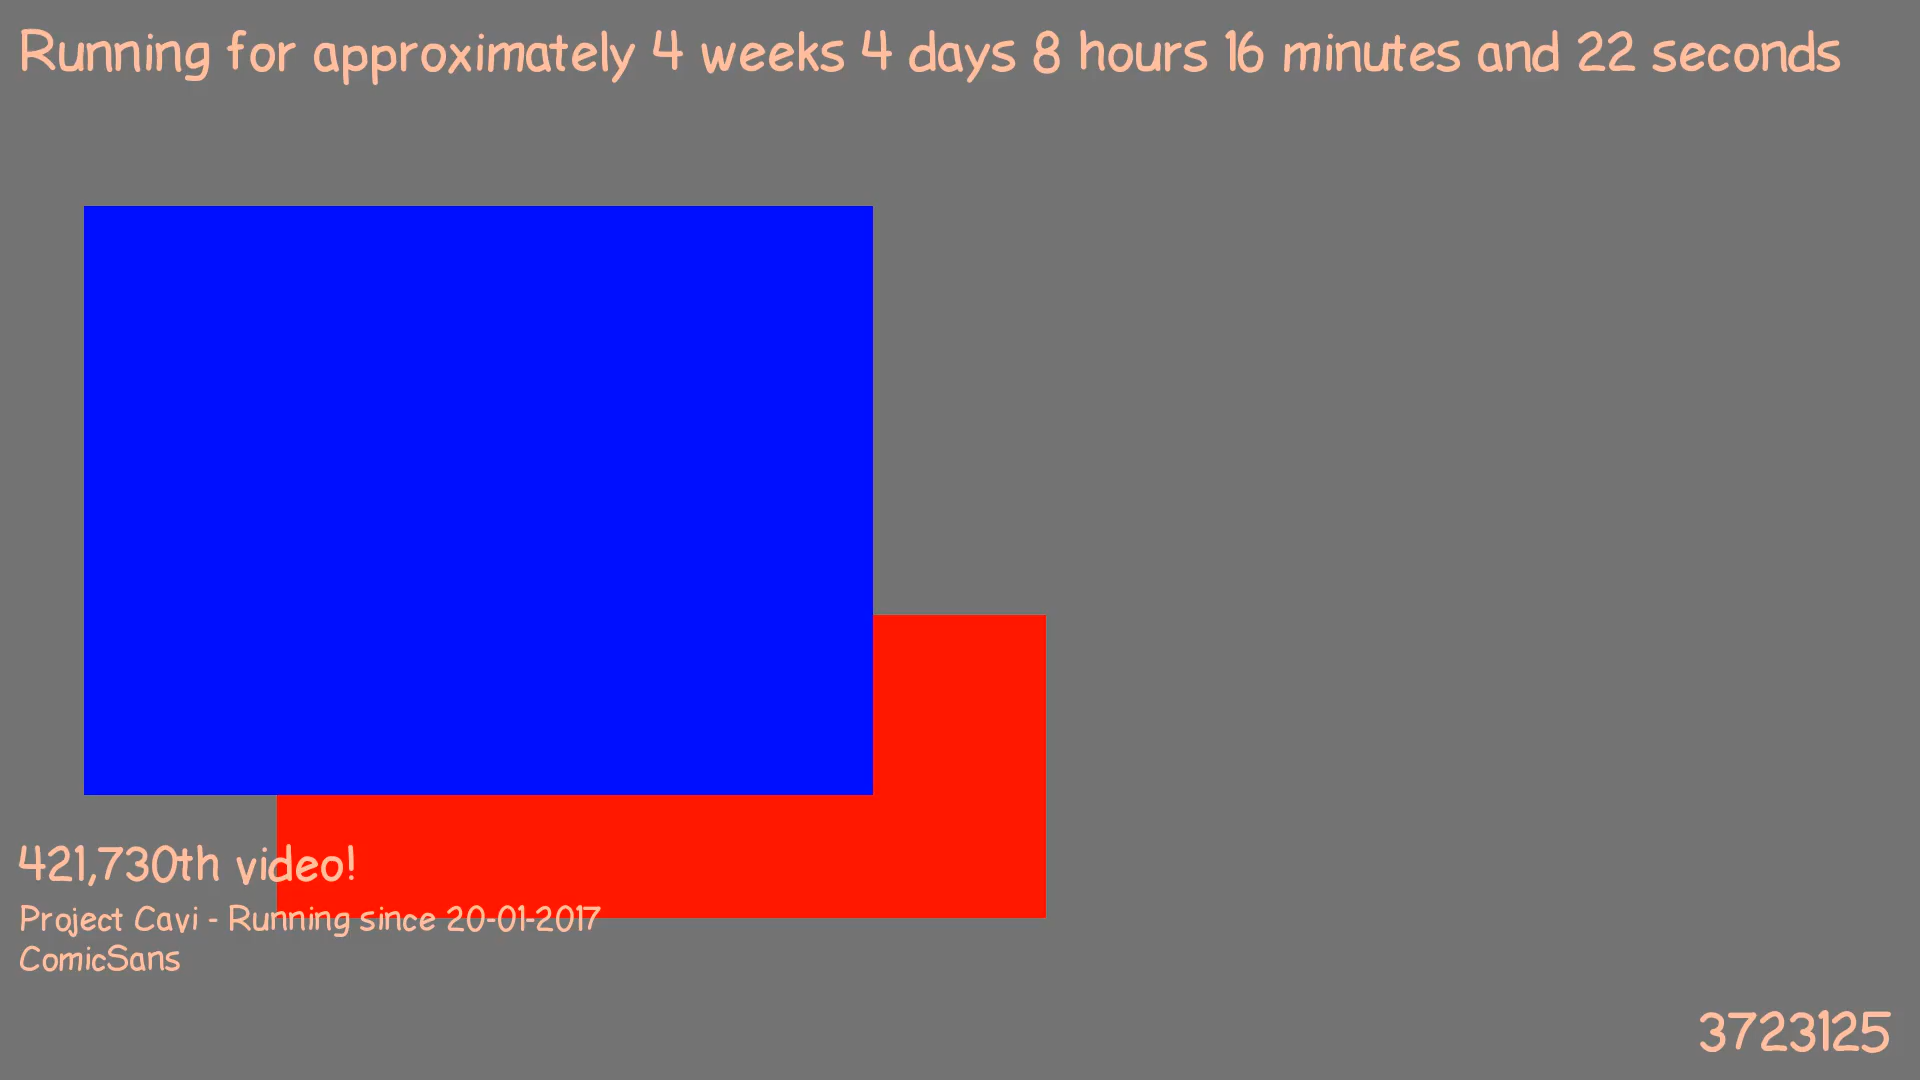 Running for approximately 4 weeks 4 days 8 hours 16 minutes and 22 seconds
421,730th video!
Project Cavi - Running since 20-01-2017
ComicSans
3723125